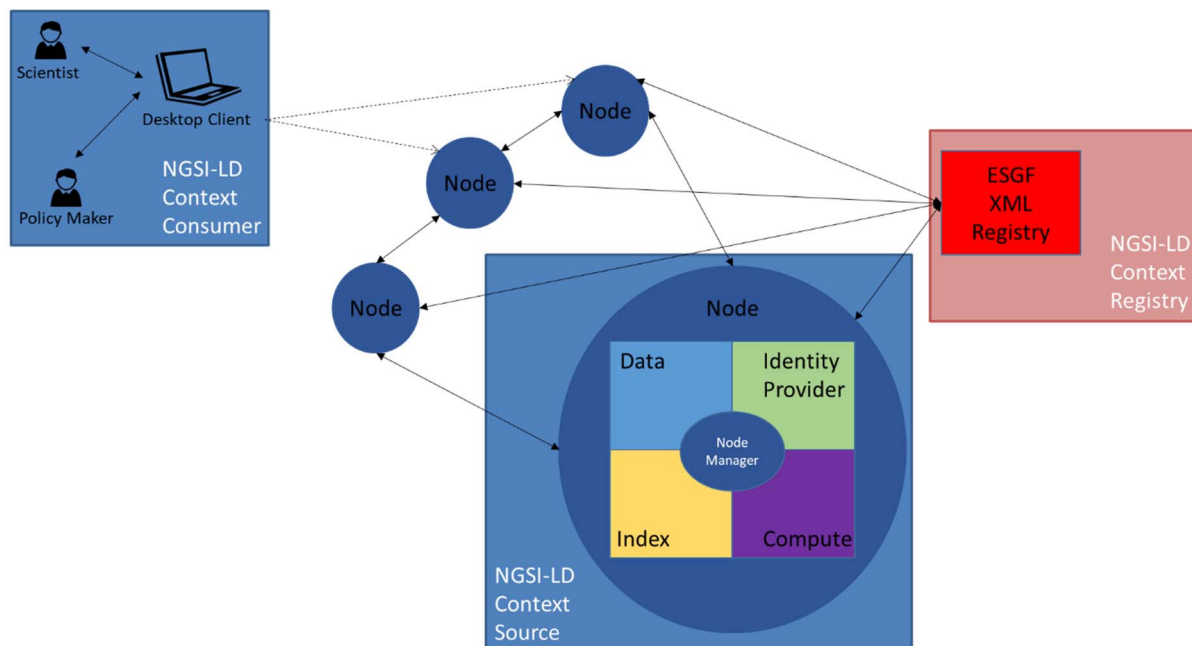 Scientist
Desktop Client
Policy Maker
NGSI-LD
Context
Consumer
Node
Node
Node
ESGF
XML
Registry
NGSI-LD
Context
Registry
Node
Data
Identity
Provider
Node
Manager
Index
Compute
NGSI-LD
Context
Source